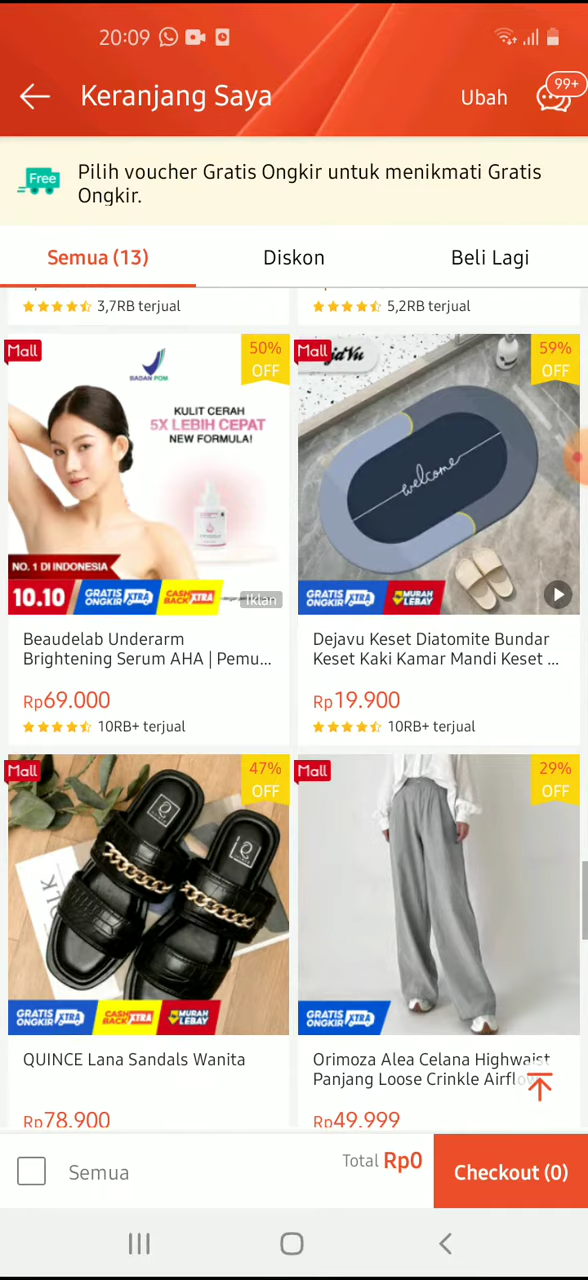 20:09
Keranjang Saya
Ubah
99+
Free
Pilih voucher Gratis Ongkir untuk menikmati Gratis
Ongkir.
Semua (13)
Diskon
Beli Lagi
3,7RB terjual
5,2RB terjual
Mall
50%
OFF
BADAN POM
KULIT CERAH
5X LEBIH CEPAT
NEW FORMULA!
NO. 1 DI INDONESIA
10.10
GRATIS
ONGKIR XTRA
CASH
BACK XTRA
Iklan
Beaudelab Underarm
Brightening Serum AHA | Pemu...
Rp69.000
10RB+ terjual
Mall
59%
OFF
welcome
GRATIS
ONGKIR XTRA
MURAH
LEBAY
Dejavu Keset Diatomite Bundar
Keset Kaki Kamar Mandi Keset ...
Rp19.900
10RB+ terjual
Mall
47%
OFF
GRATIS
ONGKIR XTRA
CASH
BACK XTRA
MURAH
LEBAY
QUINCE Lana Sandals Wanita
Rp78.900
Mall
29%
OFF
GRATIS
ONGKIR XTRA
Orimoza Alea Celana Highwaist
Panjang Loose Crinkle Airflo
Rp49.999
Semua
Total Rp0
Checkout (0)